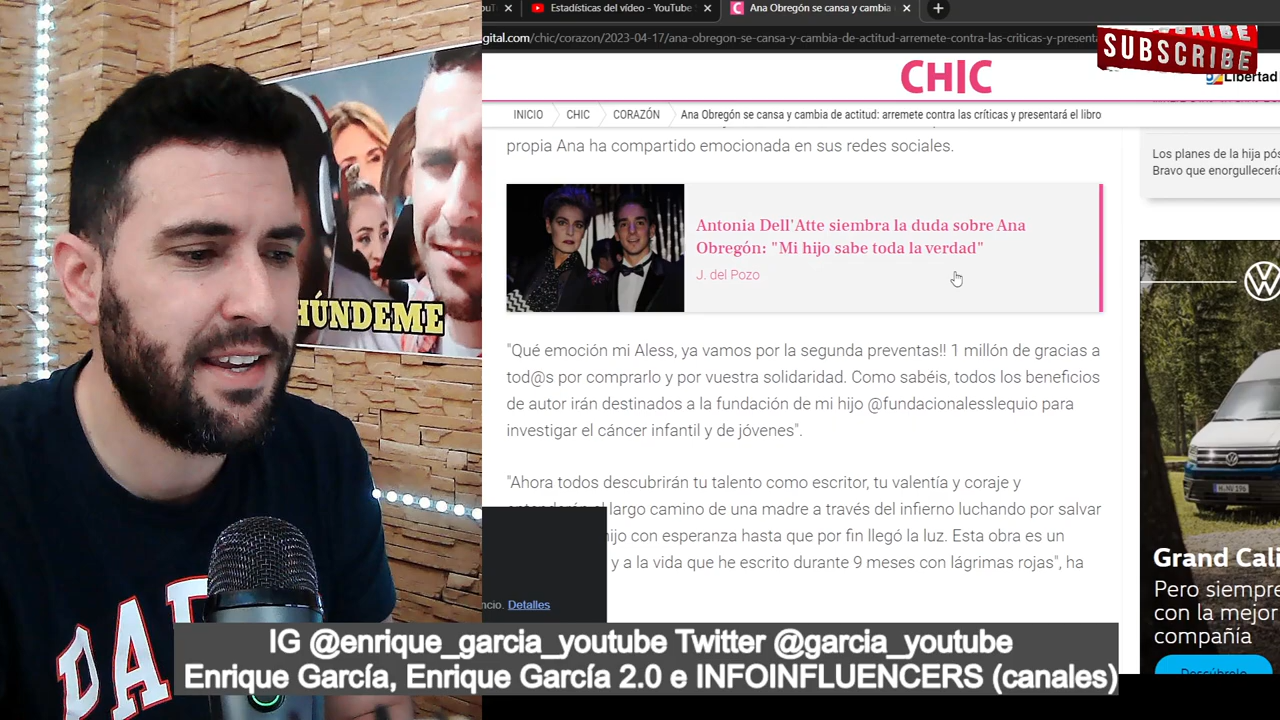 Estadísticas del vídeo - YouTube
Ana Obregón se cansa y cambia
gital.com/chic/corazon/2023-04-17/ana-obregon-se-cansa-y-cambia-de-actitud-arremete-contra-las-criticas-y-presenta
SUBSCRIBE
CHIC
Libertad
INICIO
CHIC
CORAZÓN
Ana Obregón se cansa y cambia de actitud: arremete contra las críticas y presentará el libro
propia Ana ha compartido emocionada en sus redes sociales.
Los planes de la hija pós
Bravo que enorgullecería
Antonia Dell'Atte siembra la duda sobre Ana
Obregón: "Mi hijo sabe toda la verdad"
J. del Pozo
HÚNDEME
"Qué emoción mi Aless, ya vamos por la segunda preventas!! 1 millón de gracias a
tod@s por comprarlo y por vuestra solidaridad. Como sabéis, todos los beneficios
de autor irán destinados a la fundación de mi hijo @fundacionalesslequio para
investigar el cáncer infantil y de jóvenes".
"Ahora todos descubrirán tu talento como escritor, tu valentía y coraje y
largo camino de una madre a través del infierno luchando por salvar
ijo con esperanza hasta que por fin llegó la luz. Esta obra es un
y a la vida que he escrito durante 9 meses con lágrimas rojas", ha
ncio. Detalles
Grand Cali
Pero siempre
con la mejor
compañía
IG @enrique_garcia_youtube Twitter @garcia_youtube
Enrique García, Enrique García 2.0 e INFOINFLUENCERS (canales)